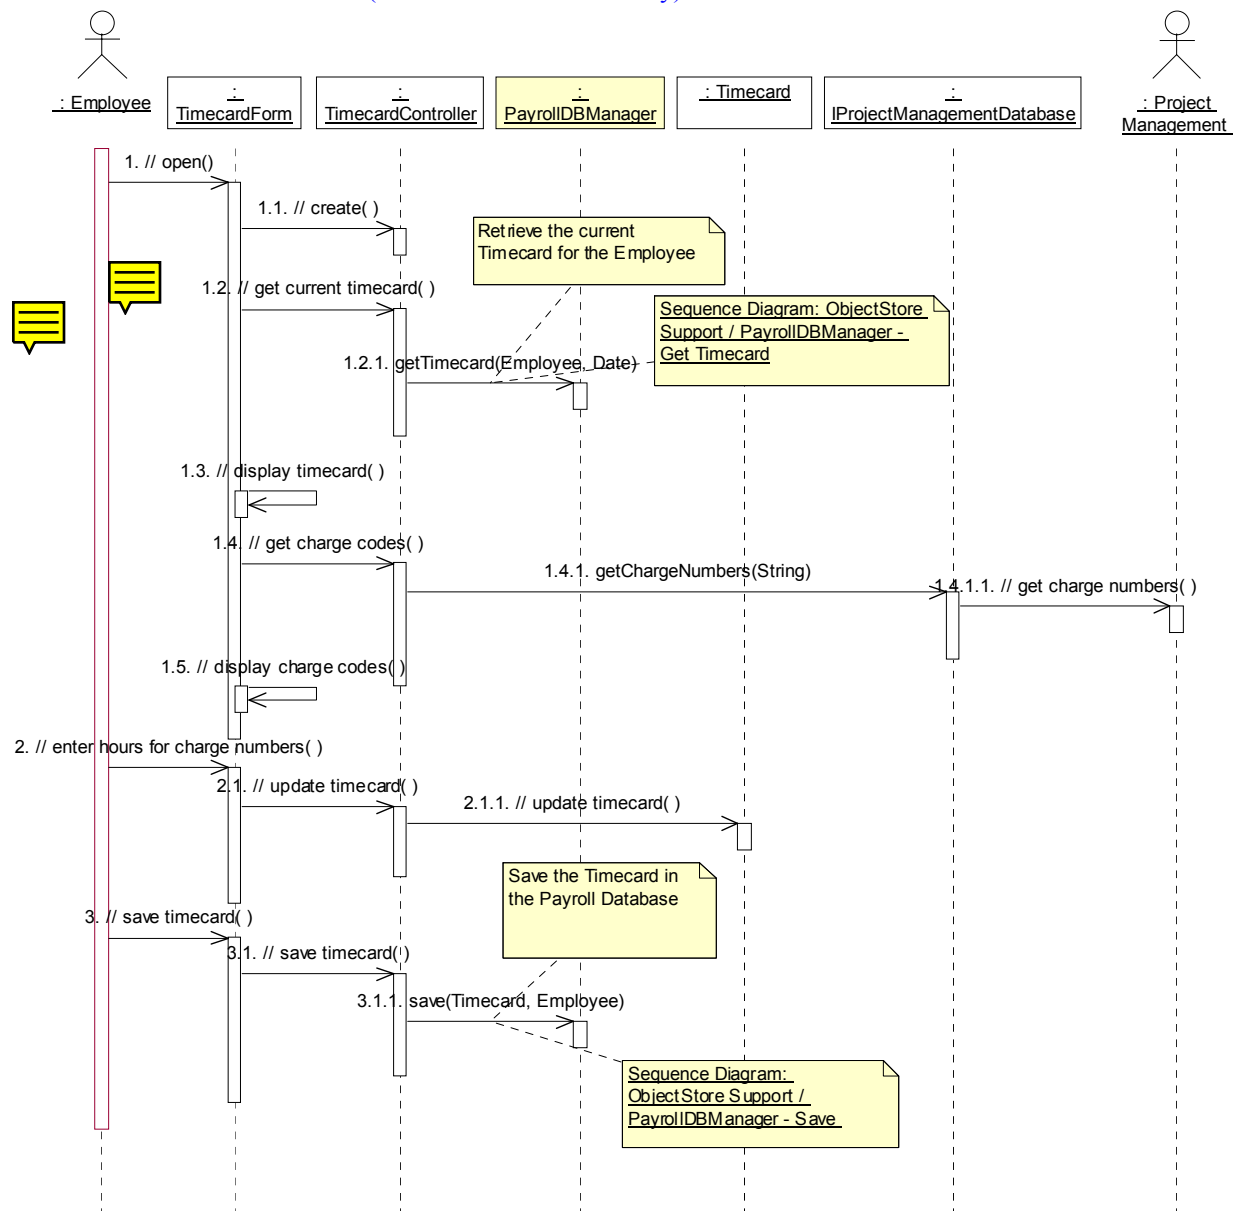 : Employee
:
TimecardForm
:
TimecardController
:
PayrollDBManager
: Timecard
:
IProjectManagementDatabase
: Project
Management
1. // open()
1.1. // create( )
Retrieve the current
Timecard for the Employee
1.2. // get current timecard( )
Sequence Diagram: ObjectStore
Support / PayrollDBManager -
Get Timecard
1.2.1. getTimecard(Employee, Date)
1.3. // display timecard( )
1.4. // get charge codes( )
1.4.1. getChargeNumbers(String)
1.4.1.1. // get charge numbers( )
1.5. // display charge codes( )
2. // enter hours for charge numbers( )
2.1. // update timecard( )
2.1.1. // update timecard( )
Save the Timecard in
the Payroll Database
3. // save timecard( )
3.1. // save timecard( )
3.1.1. save(Timecard, Employee)
Sequence Diagram:
ObjectStore Support /
PayrollDBManager - Save